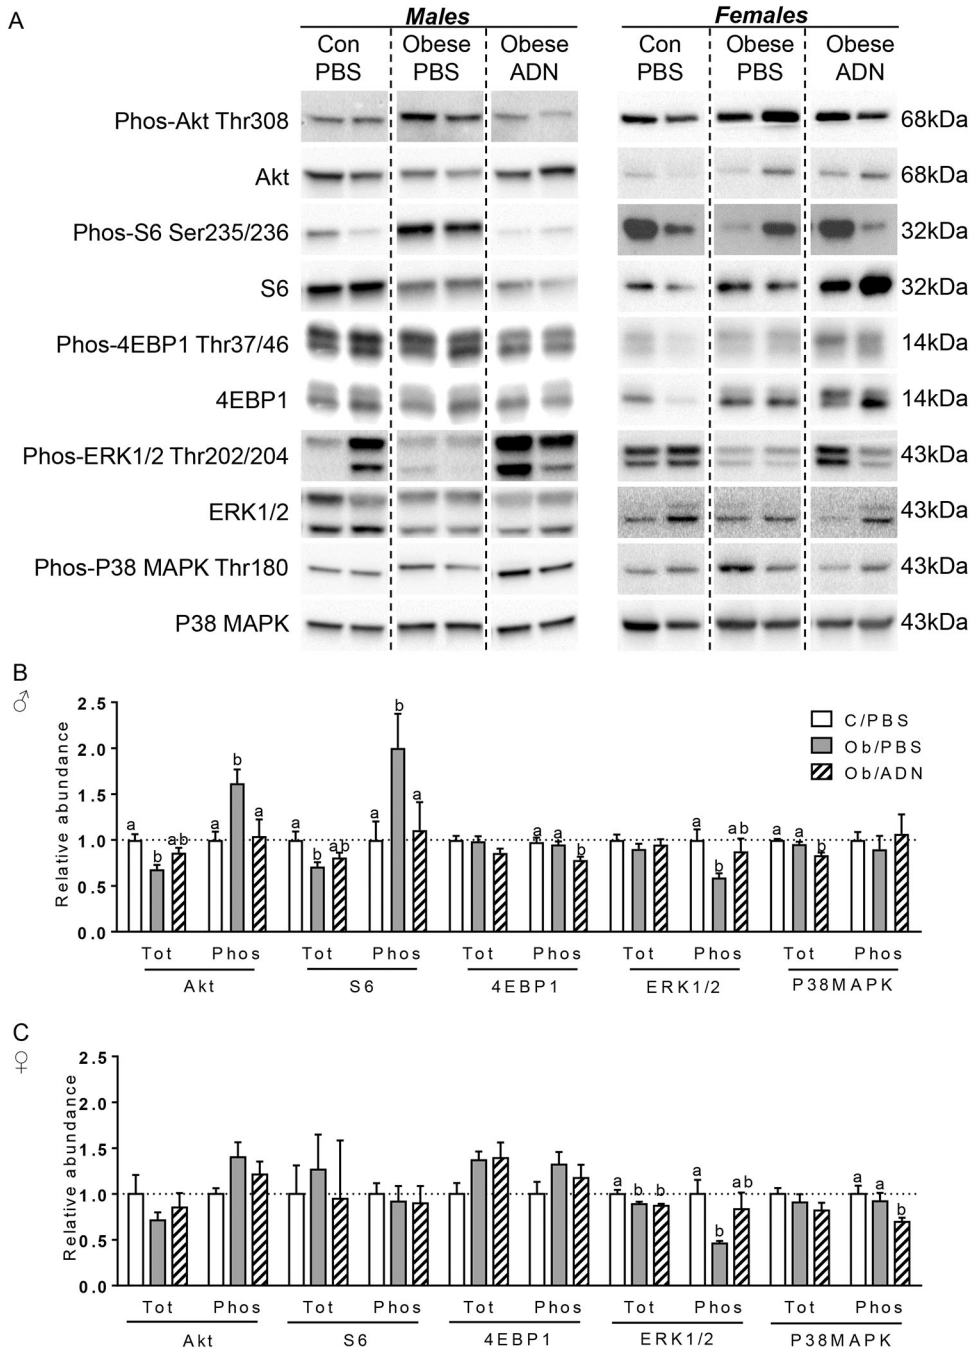 A
Males Females
Con Obese Obese Con Obese Obese
PBS PBS ADN PBS PBS ADN
Phos-Akt Thr308 68kDa
Akt 68kDa
Phos-S6 Ser235/236 32kDa
S6 32kDa
Phos-4EBP1 Thr37/46 14kDa
4EBP1 14kDa
Phos-ERK1/2 Thr202/204 43kDa
ERK1/2 43kDa
Phos-P38 MAPK Thr180 43kDa
P38 MAPK 43kDa
B
♂
Relative abundance
2.5
2.0
1.5
1.0
0.5
0.0
C/PBS
Ob/PBS
Ob/ADN
a b ab a b a a b ab a b a a a b a b ab a a b
Tot Phos Tot Phos Tot Phos Tot Phos Tot Phos
Akt S6 4EBP1 ERK1/2 P38MAPK
C
♀
Relative abundance
2.5
2.0
1.5
1.0
0.5
0.0
a b b a b ab a a b
Tot Phos Tot Phos Tot Phos Tot Phos Tot Phos
Akt S6 4EBP1 ERK1/2 P38MAPK